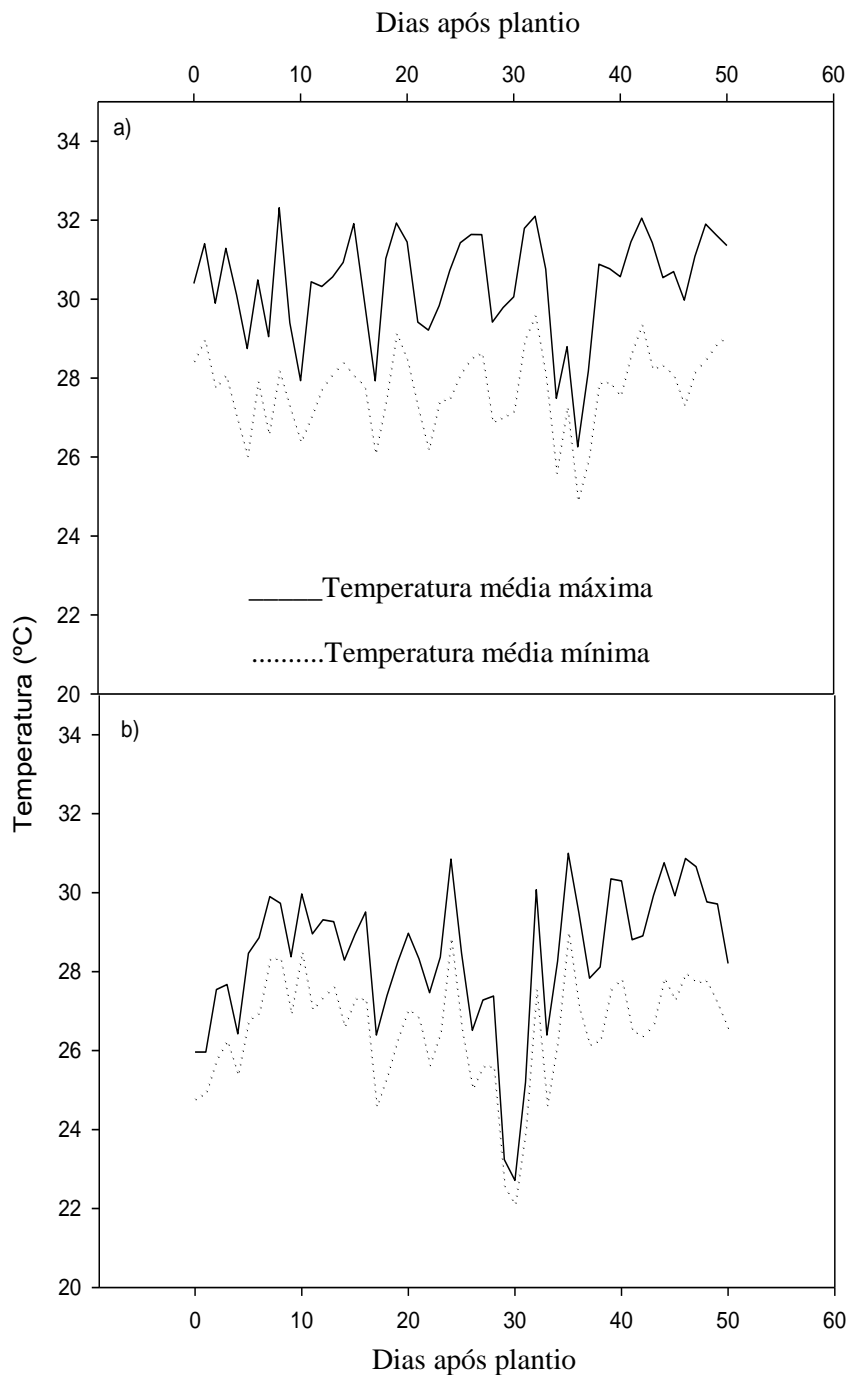 Dias após plantio
0 10 20 30 40 50 60
a)
34
32
30
28
26
24
22
20
_____Temperatura média máxima
..........Temperatura média mínima
Temperatura (ºC)
b)
34
32
30
28
26
24
22
20
0 10 20 30 40 50 60
Dias após plantio